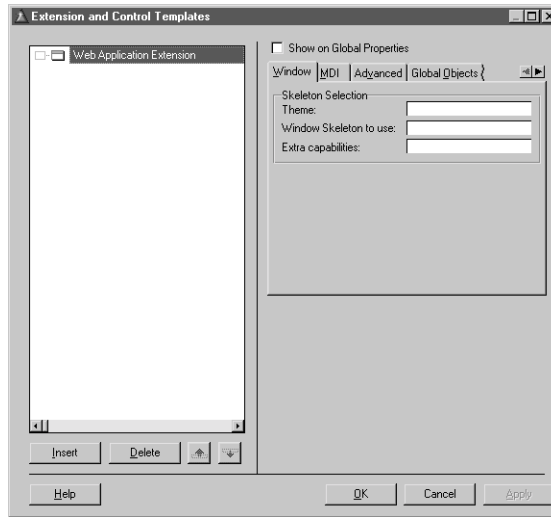 Extension and Control Templates
Web Application Extension
Show on Global Properties
Window MDI Advanced Global Objects
Skeleton Selection
Theme:
Window Skeleton to use:
Extra capabilities:
Insert Delete
Help OK Cancel Apply